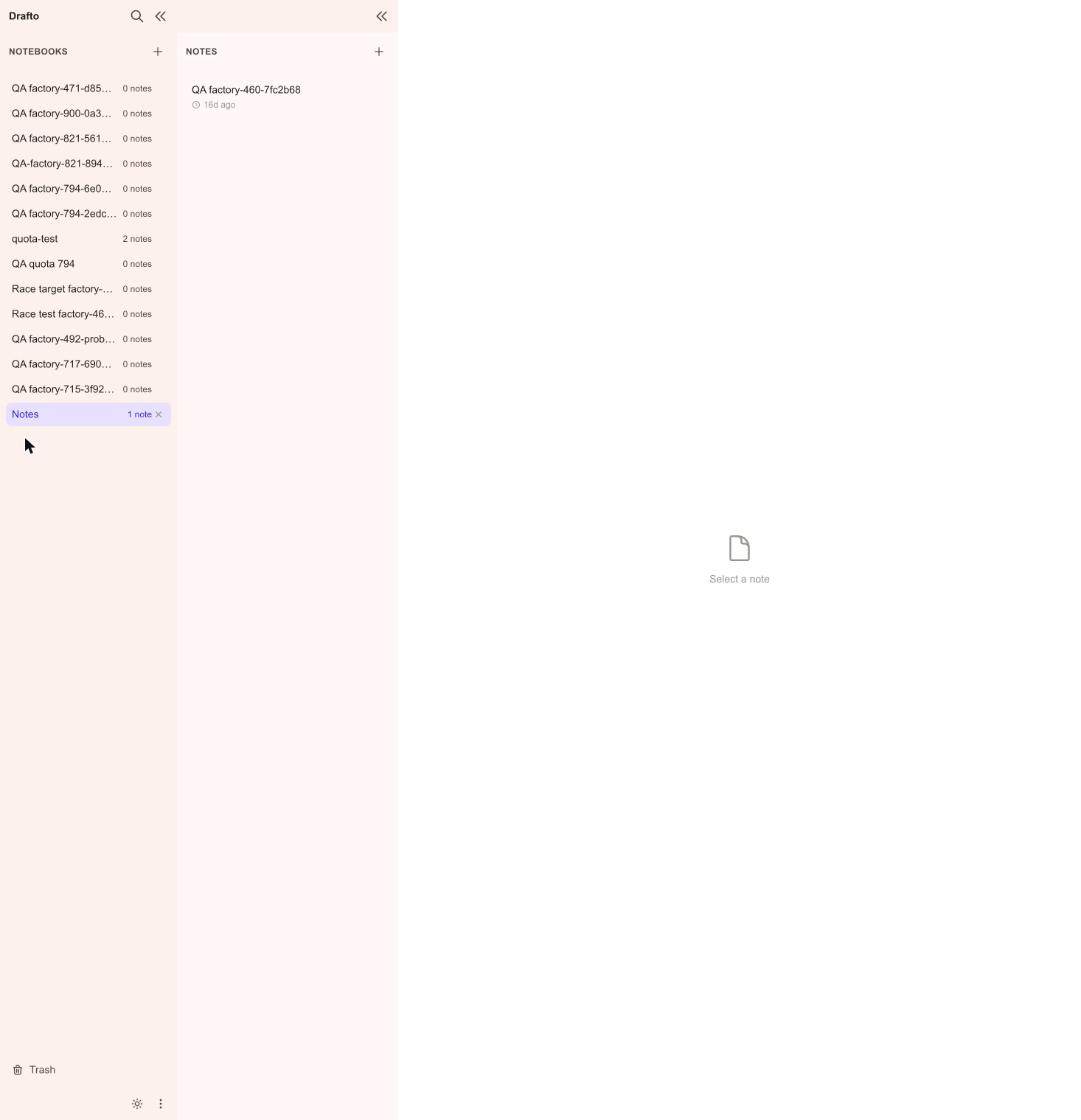 Drafto
NOTEBOOKS
QA factory-471-d85… 0 notes
QA factory-900-0a3… 0 notes
QA factory-821-561… 0 notes
QA-factory-821-894… 0 notes
QA factory-794-6e0… 0 notes
QA factory-794-2edc… 0 notes
quota-test 2 notes
QA quota 794 0 notes
Race target factory-… 0 notes
Race test factory-46… 0 notes
QA factory-492-prob… 0 notes
QA factory-717-690… 0 notes
QA factory-715-3f92… 0 notes
Notes 1 note
Trash
NOTES
QA factory-460-7fc2b68
16d ago
Select a note